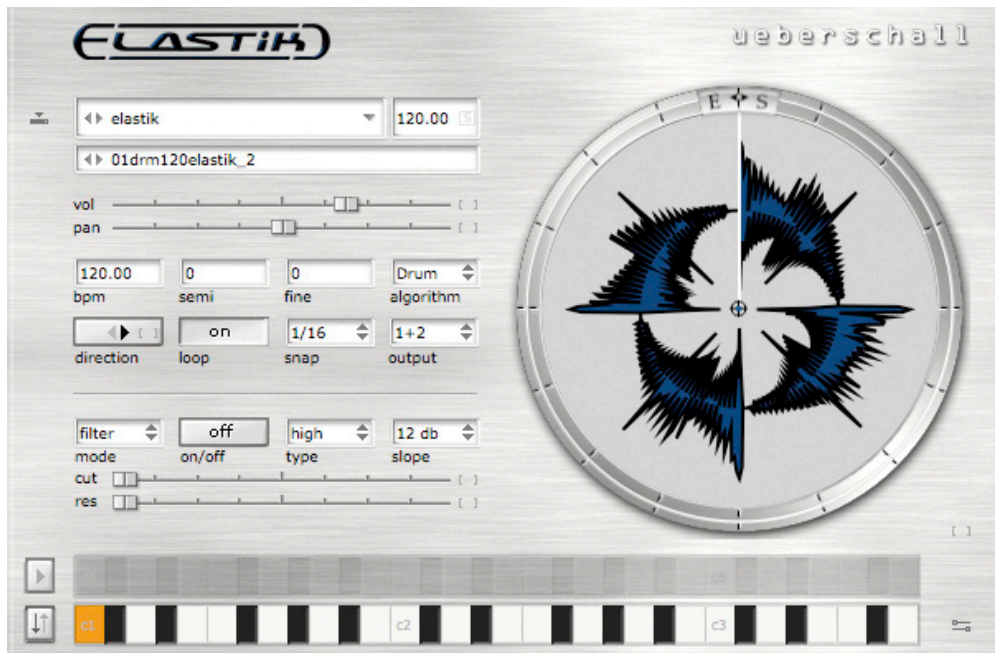 ELASTIK
ueberschall
elastik
120.00 S
01drm120elastik_2
E S
vol
pan
120.00 0 0 Drum
bpm semi fine algorithm
on 1/16 1+2
direction loop snap output
filter off high 12 db
mode on/off type slope
cut
res
c6
c1 c2 c3